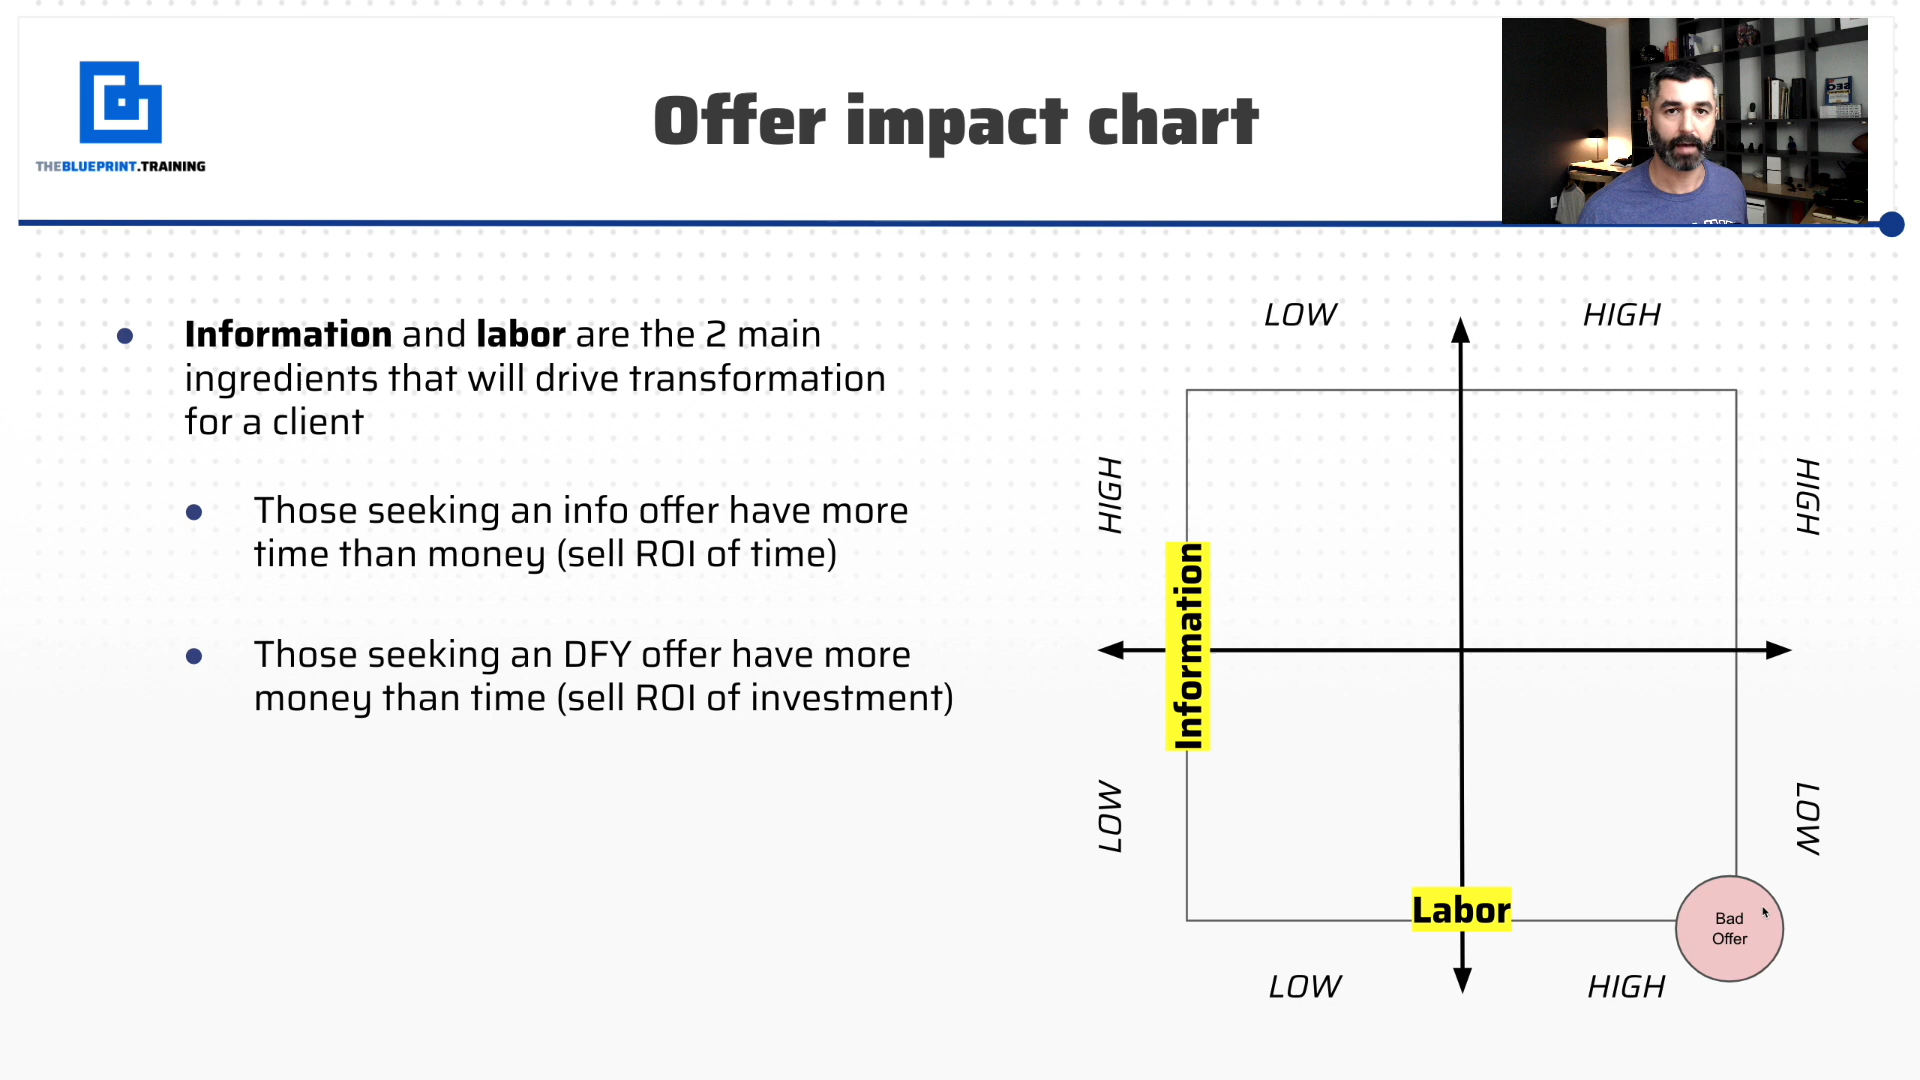 THEBLUEPRINT.TRAINING
Offer impact chart
Information and labor are the 2 main
ingredients that will drive transformation
for a client
Those seeking an info offer have more
time than money (sell ROI of time)
Those seeking an DFY offer have more
money than time (sell ROI of investment)
LOW
HIGH
HIGH
HIGH
Information
LOW
LOW
Labor
Bad
Offer
LOW
HIGH